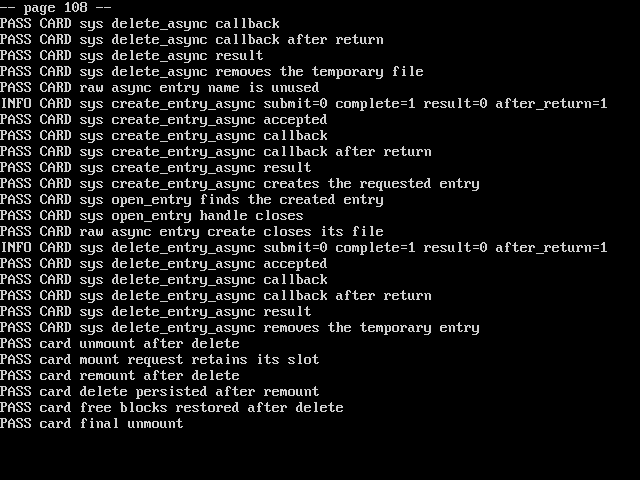 -- page 108 --
PASS CARD sys delete_async callback
PASS CARD sys delete_async callback after return
PASS CARD sys delete_async result
PASS CARD sys delete_async removes the temporary file
PASS CARD raw async entry name is unused
INFO CARD sys create_entry_async submit=0 complete=1 result=0 after_return=1
PASS CARD sys create_entry_async accepted
PASS CARD sys create_entry_async callback
PASS CARD sys create_entry_async callback after return
PASS CARD sys create_entry_async result
PASS CARD sys create_entry_async creates the requested entry
PASS CARD sys open_entry finds the created entry
PASS CARD sys open_entry handle closes
PASS CARD raw async entry create closes its file
INFO CARD sys delete_entry_async submit=0 complete=1 result=0 after_return=1
PASS CARD sys delete_entry_async accepted
PASS CARD sys delete_entry_async callback
PASS CARD sys delete_entry_async callback after return
PASS CARD sys delete_entry_async result
PASS CARD sys delete_entry_async removes the temporary entry
PASS card unmount after delete
PASS card mount request retains its slot
PASS card remount after delete
PASS card delete persisted after remount
PASS card free blocks restored after delete
PASS card final unmount